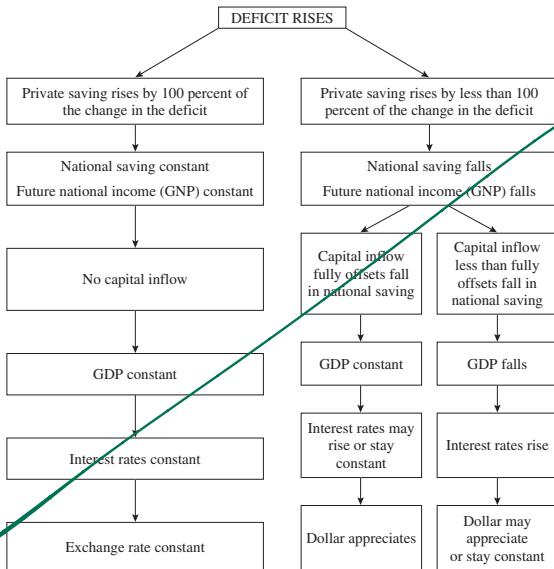 DEFICIT RISES
Private saving rises by 100 percent of
the change in the deficit
Private saving rises by less than 100
percent of the change in the deficit
National saving constant
Future national income (GNP) constant
National saving falls
Future national income (GNP) falls
No capital inflow
Capital inflow
fully offsets fall
in national saving
Capital inflow
less than fully
offsets fall in
national saving
GDP constant
GDP constant
GDP falls
Interest rates constant
Interest rates may
rise or stay
constant
Interest rates rise
Exchange rate constant
Dollar appreciates
Dollar may
appreciate
or stay constant